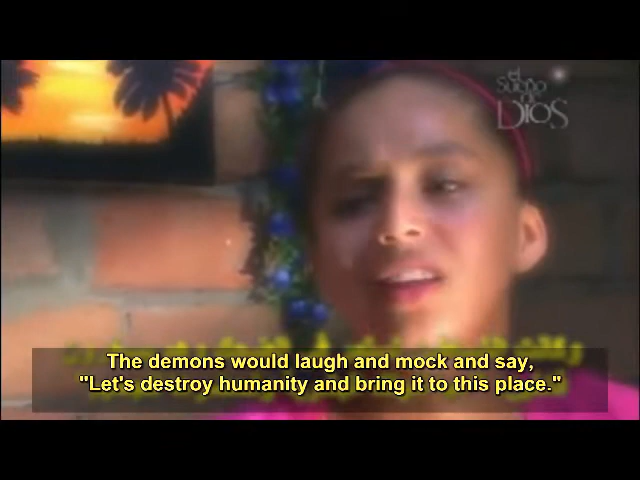 el
sueño
de
DIOS
The demons would laugh and mock and say,
"Let's destroy humanity and bring it to this place."